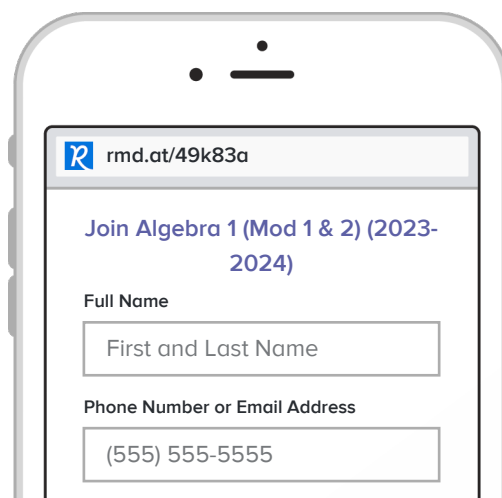 rmd.at/49k83a
Join Algebra 1 (Mod 1 & 2) (2023-
2024)
Full Name
First and Last Name
Phone Number or Email Address
(555) 555-5555